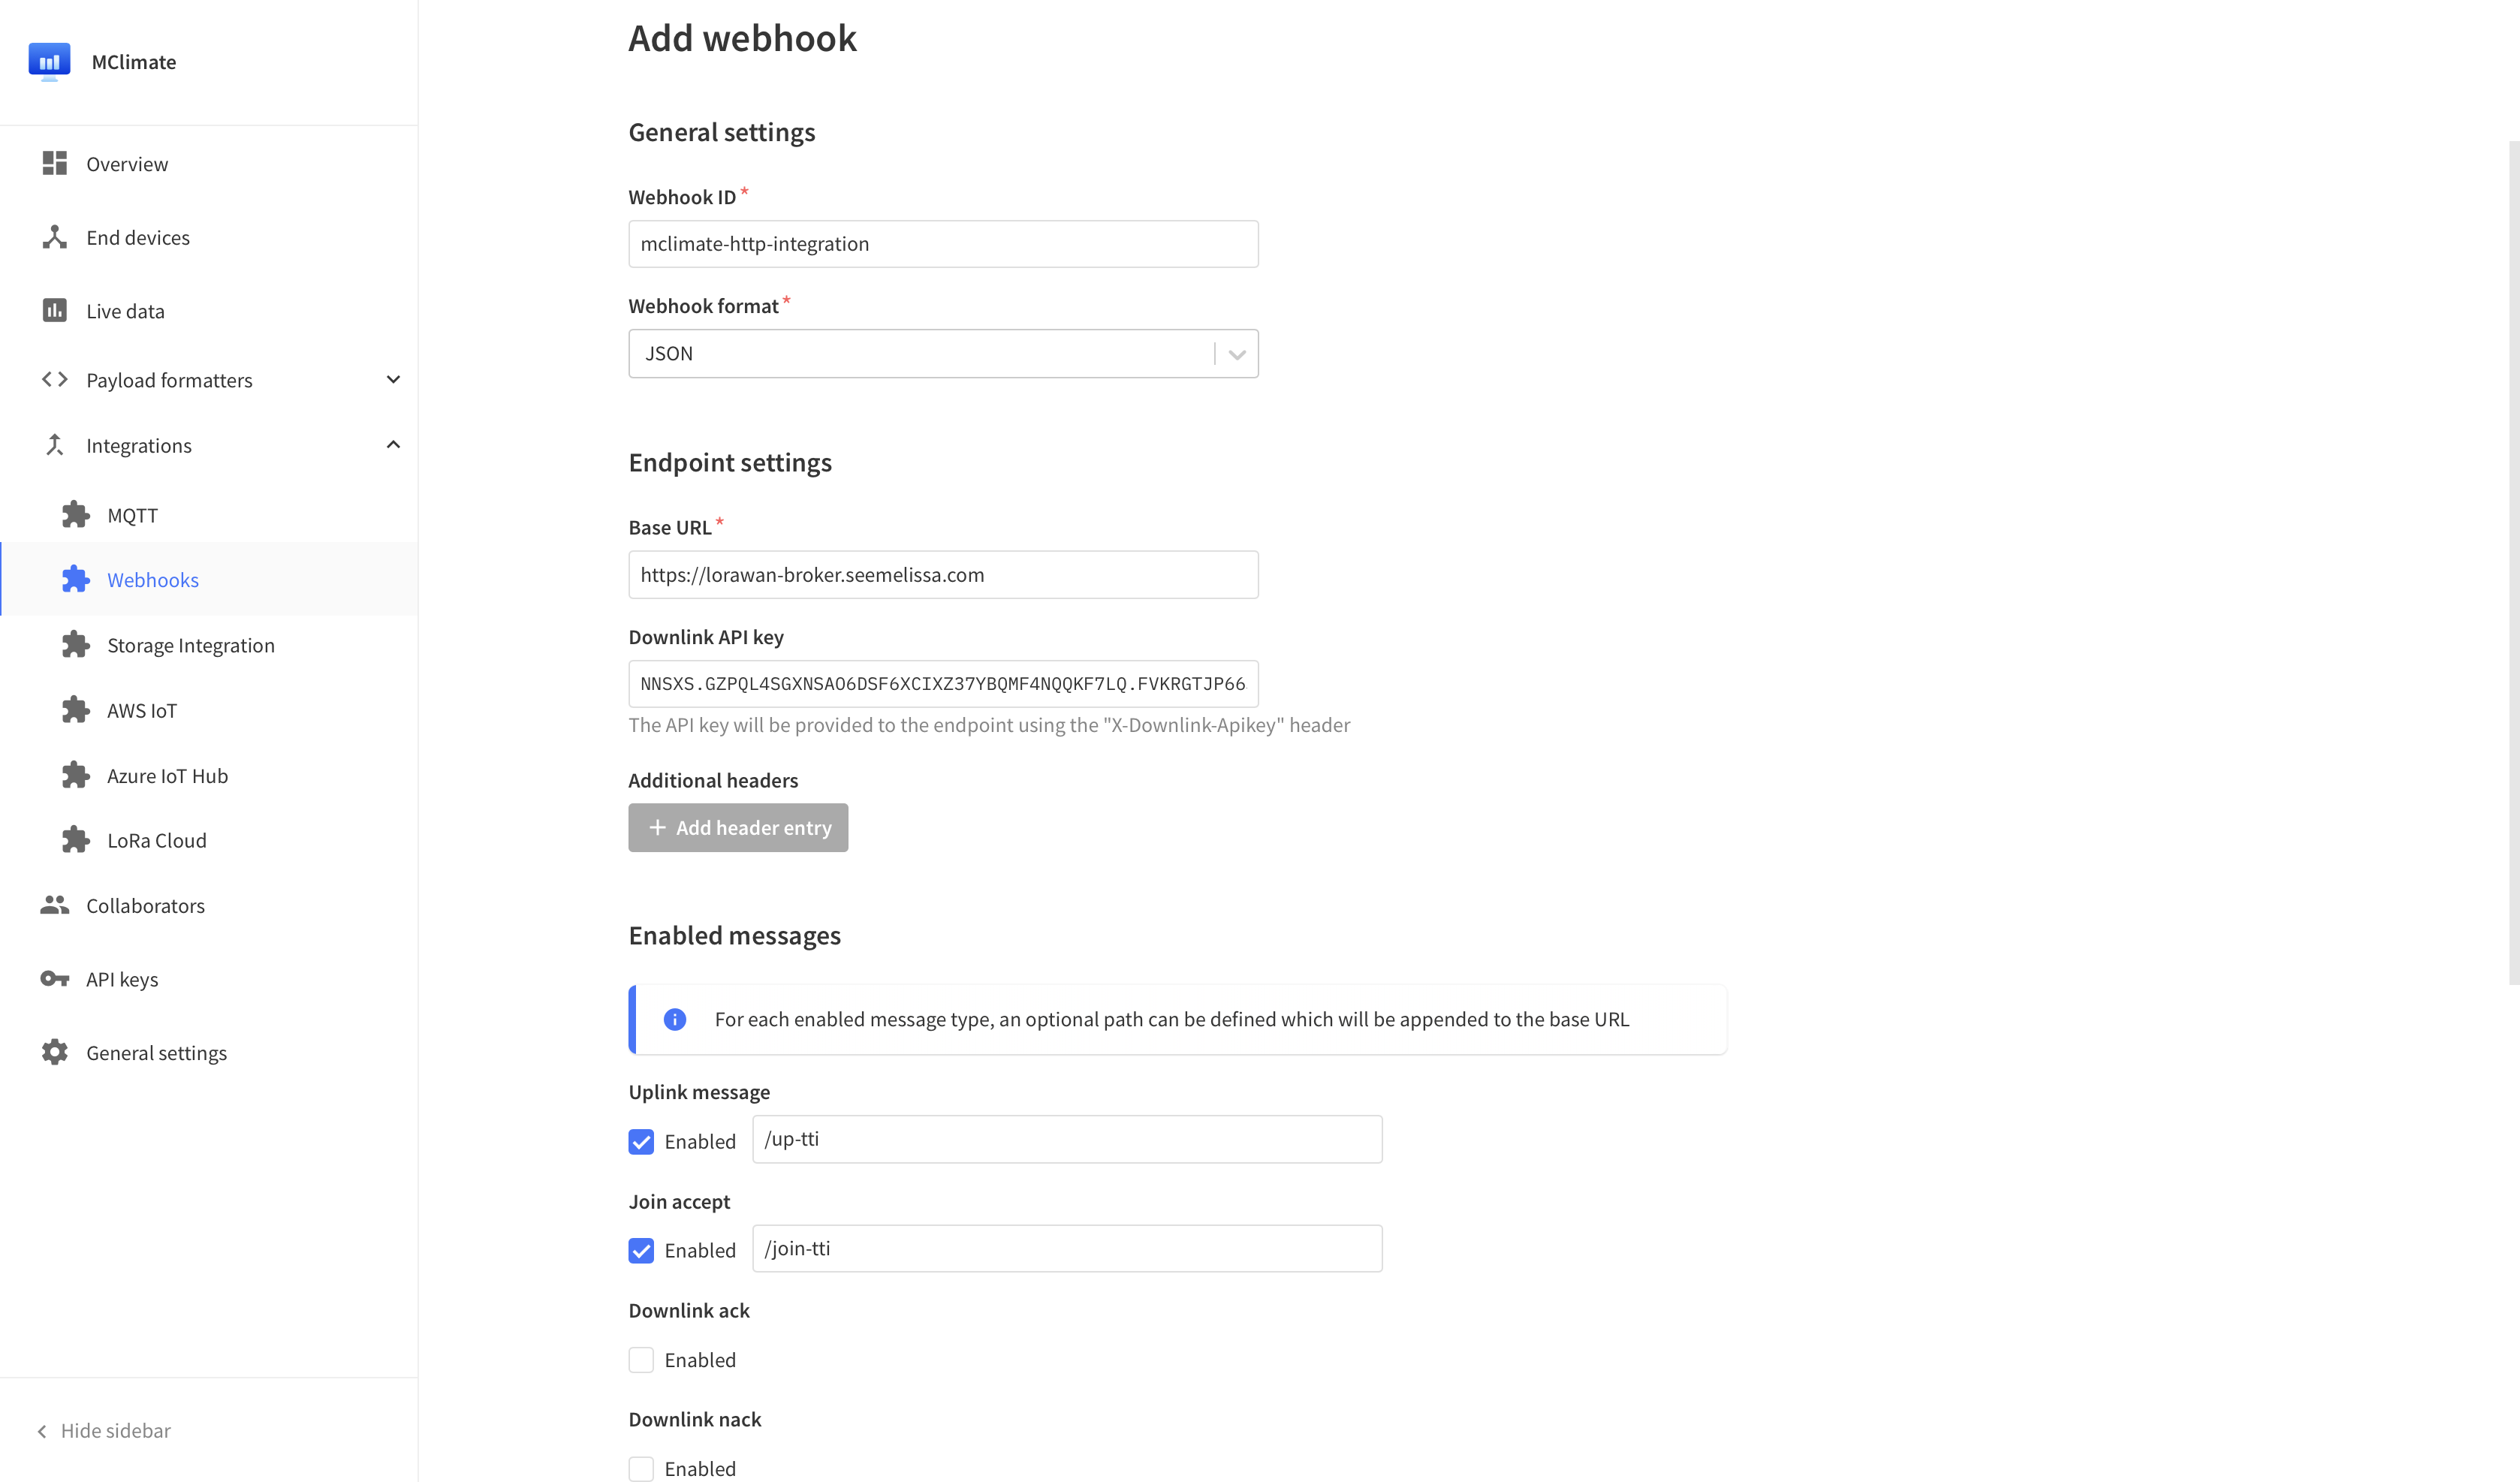 MClimate
Overview
End devices
Live data
Payload formatters
Integrations
MQTT
Webhooks
Storage Integration
AWS IoT
Azure IoT Hub
LoRa Cloud
Collaborators
API keys
General settings
Hide sidebar
Add webhook
General settings
Webhook ID *
mclimate-http-integration
Webhook format *
JSON
Endpoint settings
Base URL *
https://lorawan-broker.seemelissa.com
Downlink API key
NNSXS.GZPQL4SGXNSAO6DSF6XCIXZ37YBQMF4NQQKF7LQ.FVKRGTJP66
The API key will be provided to the endpoint using the "X-Downlink-Apikey" header
Additional headers
+ Add header entry
Enabled messages
For each enabled message type, an optional path can be defined which will be appended to the base URL
Uplink message
Enabled /up-tti
Join accept
Enabled /join-tti
Downlink ack
Enabled
Downlink nack
Enabled